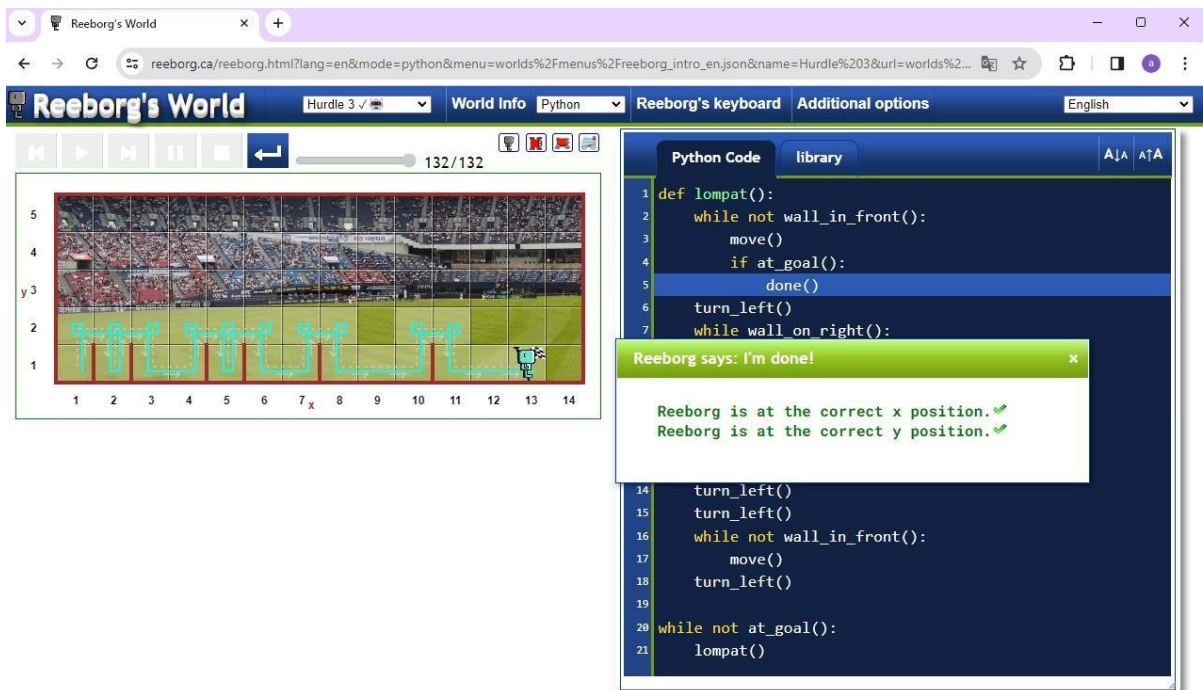 Reeborg's World
reeborg.ca/reeborg.html?lang=en&mode=python&menu=worlds%2Fmenus%2Freeborg_intro_en.json&name=Hurdle%203&url=worlds%2...
a
Reeborg's World
Hurdle 3 ✓
World Info
Python
Reeborg's keyboard
Additional options
English
132/132
5
4
y 3
2
1
1 2 3 4 5 6 7 x 8 9 10 11 12 13 14
Python Code
library
A↓A A↑A
1 def lompat():
2     while not wall_in_front():
3         move()
4         if at_goal():
5             done()
6     turn_left()
7     while wall_on_right():
Reeborg says: I'm done!
×
Reeborg is at the correct x position.✔
Reeborg is at the correct y position.✔
14     turn_left()
15     turn_left()
16     while not wall_in_front():
17         move()
18     turn_left()
19
20 while not at_goal():
21     lompat()